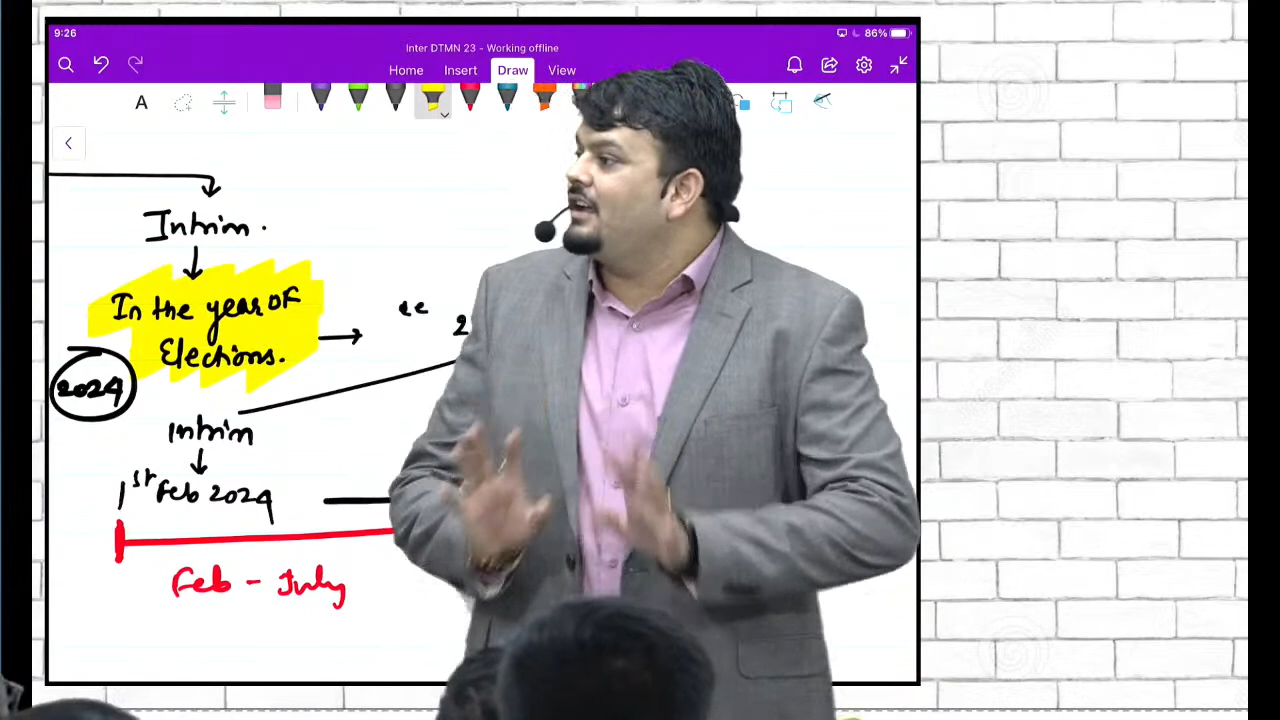 9:26
86%
Inter DTMN 23 - Working offline
Home Insert Draw View
A
Intrim.
In the year of
Elections.
2024
2
Intrim
1st Feb 2024
Feb - July